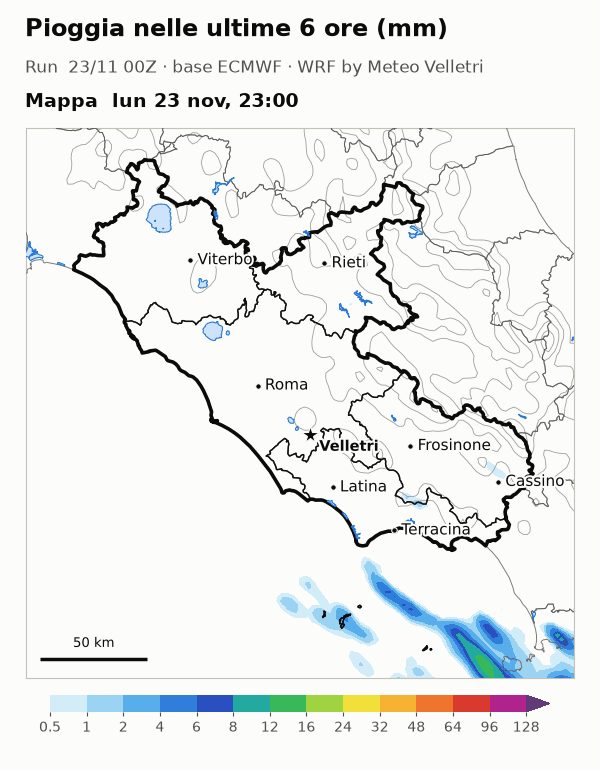 Pioggia nelle ultime 6 ore (mm)
Run  23/11 00Z · base ECMWF · WRF by Meteo Velletri
Mappa  lun 23 nov, 23:00
Viterbo
Rieti
Roma
Velletri
Frosinone
Cassino
Latina
Terracina
50 km
0.5 1 2 4 6 8 12 16 24 32 48 64 96 128